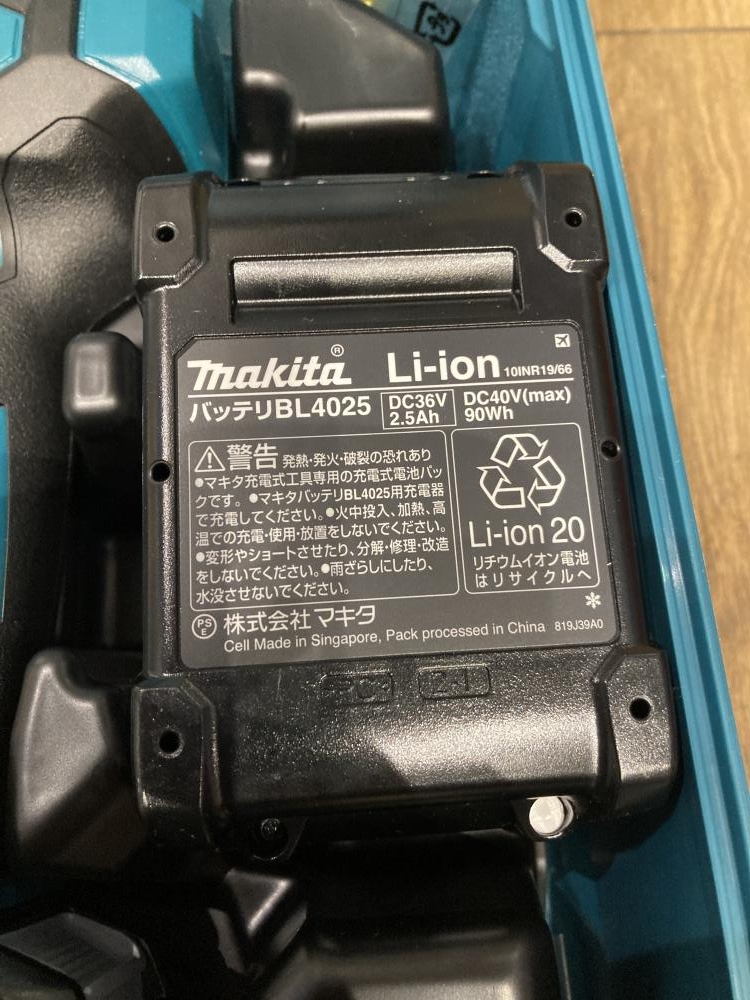 makita®
Li-ion 10INR19/66
バッテリBL4025
DC36V
2.5Ah
DC40V(max)
90Wh
警告 発熱・発火・破裂の恐れあり
●マキタ充電式工具専用の充電式電池パッ
クです。●マキタバッテリBL4025用充電器
で充電してください。●火中投入、加熱、高
温での充電・使用・放置をしないでください。
●変形やショートさせたり、分解・修理・改造
をしないでください。●雨ざらしにしたり、
水没させないでください。
Li-ion 20
リチウムイオン電池
はリサイクルへ
PS
E
株式会社マキタ
Cell Made in Singapore, Pack processed in China 819J39A0